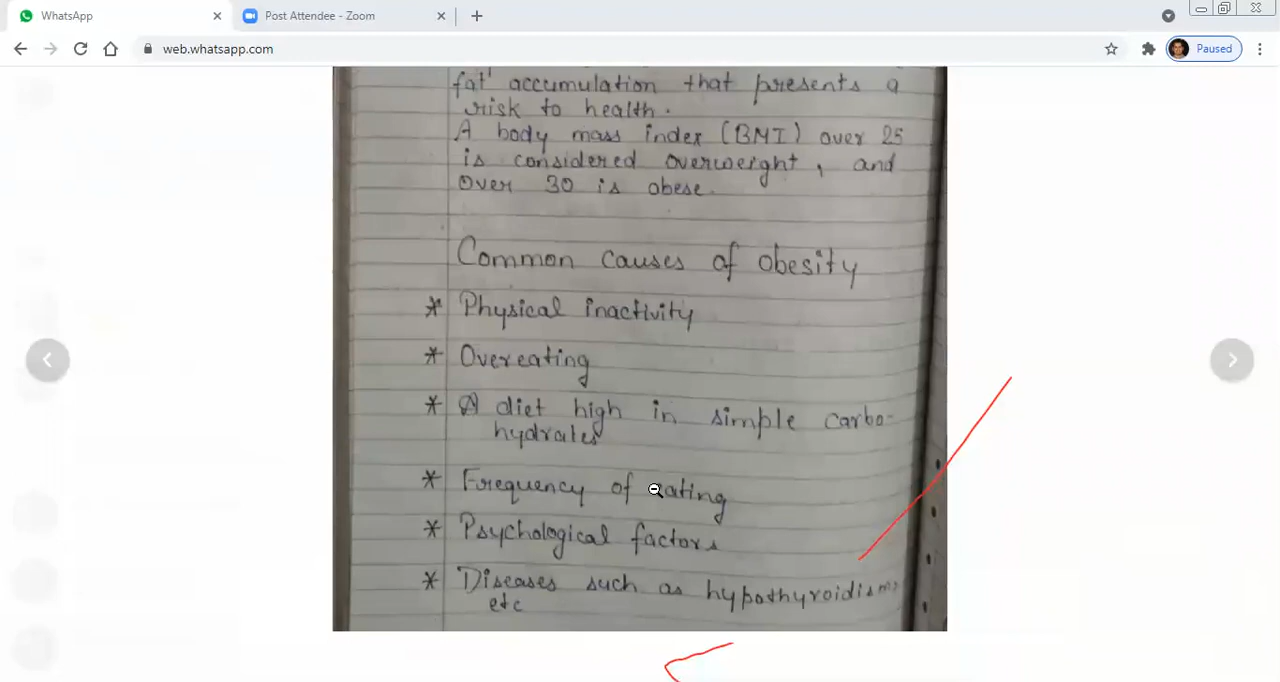 WhatsApp
Post Attendee - Zoom
web.whatsapp.com
Paused
fat accumulation that presents a
risk to health.
A body mass index (BMI) over 25
is considered overweight, and
over 30 is obese.
Common causes of obesity
* Physical inactivity
* Overeating
* A diet high in simple carbo-
hydrates
* Frequency of eating
* Psychological factors
* Diseases such as hypothyroidism
etc